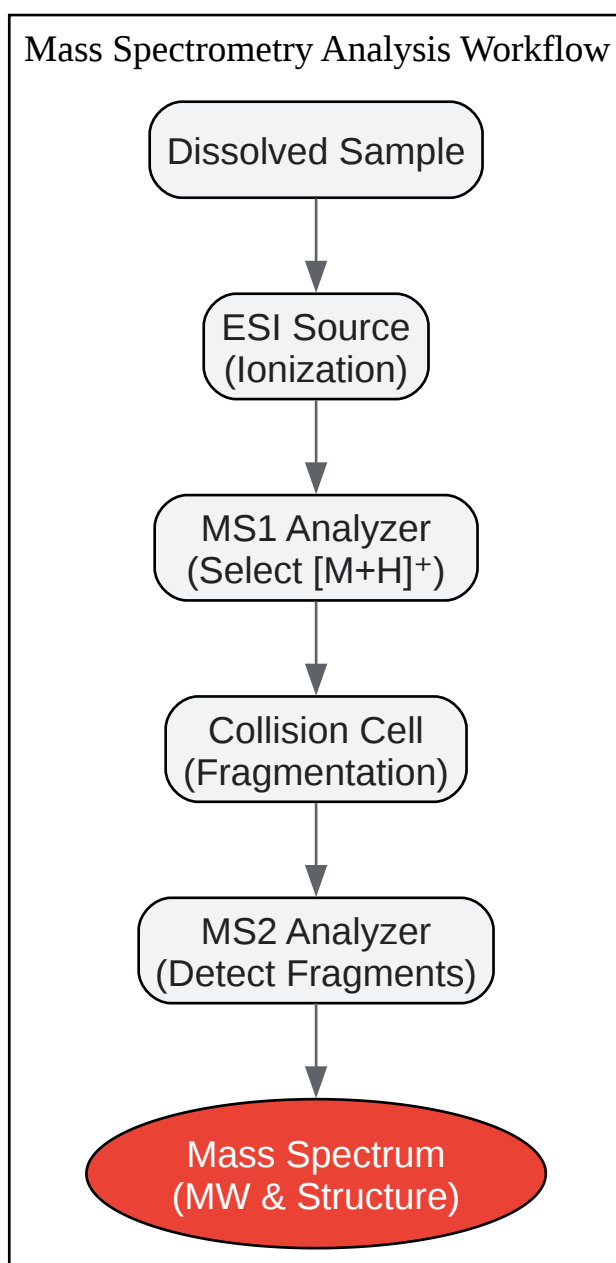 Mass Spectrometry Analysis Workflow
Dissolved Sample
ESI Source
(Ionization)
MS1 Analyzer
(Select [M+H]⁺)
Collision Cell
(Fragmentation)
MS2 Analyzer
(Detect Fragments)
Mass Spectrum
(MW & Structure)